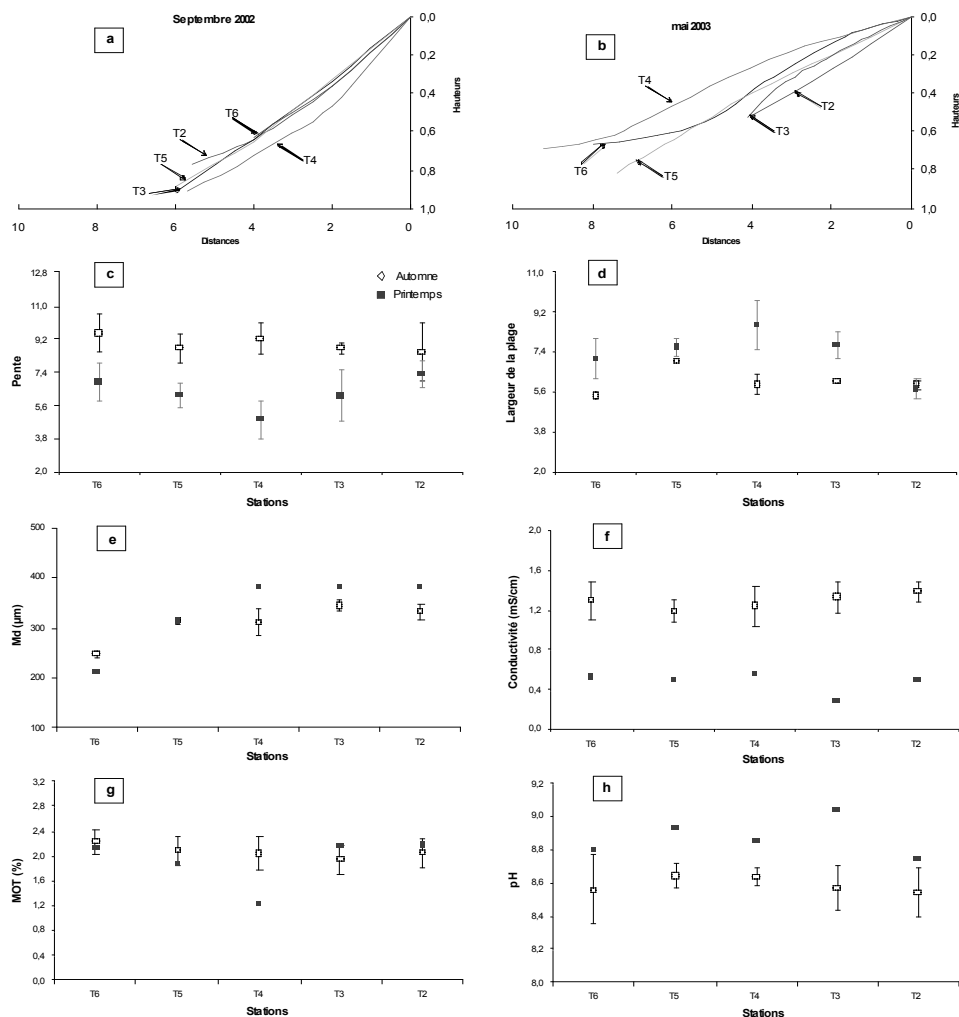 Septembre 2002
a
0,0
0,2
0,4
0,6
0,8
1,0
Hauteurs
T6
T2
T5
T4
T3
10
8
6
4
2
0
Distances
mai 2003
b
0,0
0,2
0,4
0,6
0,8
1,0
Hauteurs
T4
T2
T3
T6
T5
10
8
6
4
2
0
Distances
c
Automne
Printemps
12,8
11,0
9,2
7,4
5,6
3,8
2,0
Pente
T6
T5
T4
T3
T2
Stations
d
11,0
9,2
7,4
5,6
3,8
2,0
Largeur de la plage
T6
T5
T4
T3
T2
Stations
e
500
400
300
200
100
Md (µm)
T6
T5
T4
T3
T2
Stations
f
2,0
1,6
1,2
0,8
0,4
0,0
Conductivité (mS/cm)
T6
T5
T4
T3
T2
Stations
g
3,2
2,8
2,4
2,0
1,6
1,2
0,8
0,4
0,0
MOT (%)
T6
T5
T4
T3
T2
Stations
h
9,2
9,0
8,8
8,6
8,4
8,2
8,0
pH
T6
T5
T4
T3
T2
Stations